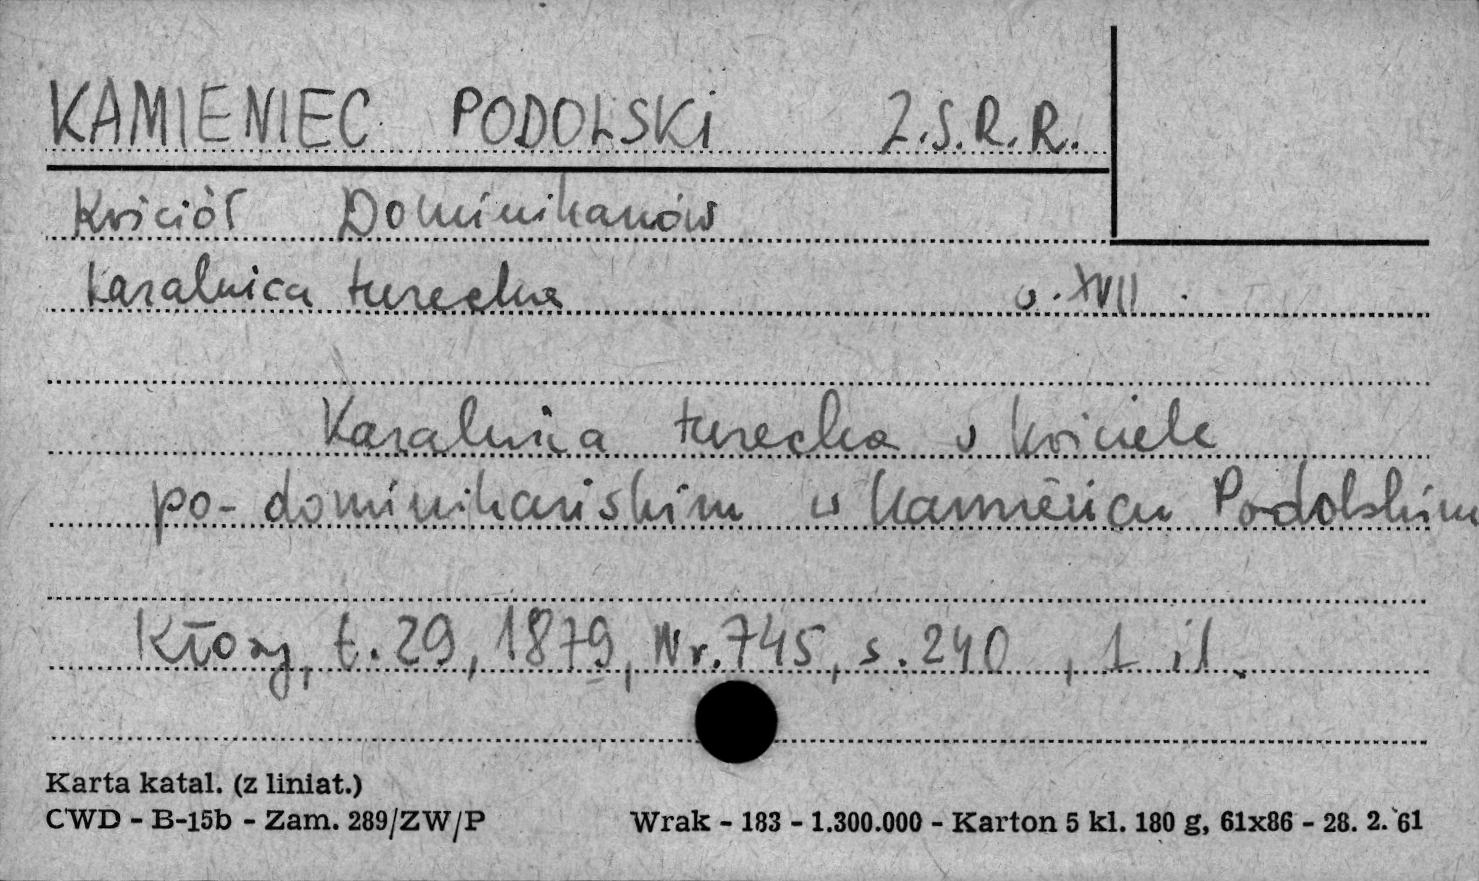 KAMIENIEC PODOLSKI Z.S.R.R.
Kościół Dominikanów
Kazalnica turecka w. XVII.
Kazalnica turecka w kościele
po-dominikańskim w Kamieńcu Podolskim
Kłosy, t.29, 1879, Nr.745, s.240, 1 il.
Karta katal. (z liniat.)
CWD - B-15b - Zam. 289/ZW/P Wrak - 183 - 1.300.000 - Karton 5 kl. 180 g, 61x86 - 28. 2. 61